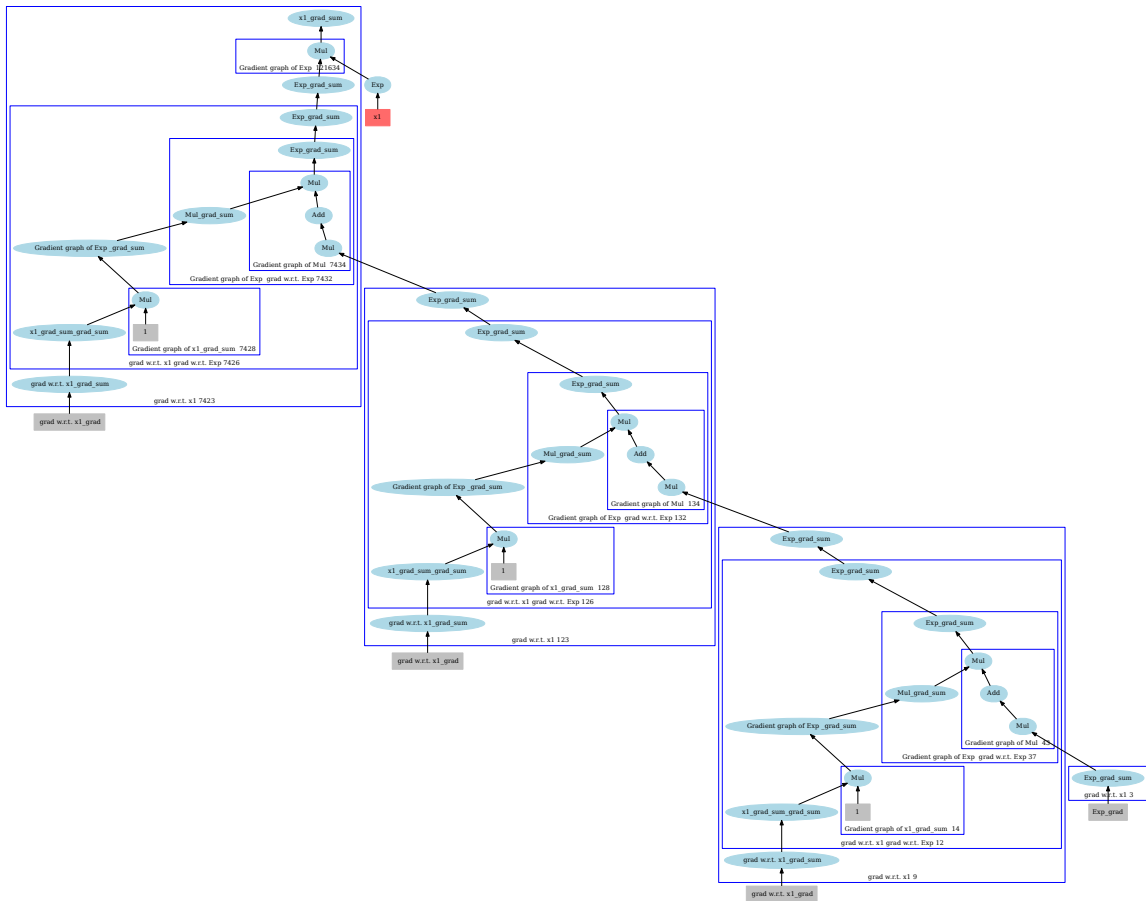 x1_grad_sum
Mul
Gradient graph of Exp 121634
Exp_grad_sum
Exp
x1
Exp_grad_sum
Exp_grad_sum
Mul
Mul_grad_sum
Add
Gradient graph of Exp _grad_sum
Mul
Gradient graph of Mul 7434
Gradient graph of Exp grad w.r.t. Exp 7432
Mul
x1_grad_sum_grad_sum
1
Gradient graph of x1_grad_sum 7428
grad w.r.t. x1 grad w.r.t. Exp 7426
grad w.r.t. x1_grad_sum
grad w.r.t. x1 7423
grad w.r.t. x1_grad
Exp_grad_sum
Exp_grad_sum
Exp_grad_sum
Mul
Mul_grad_sum
Add
Gradient graph of Exp _grad_sum
Mul
Gradient graph of Mul 134
Gradient graph of Exp grad w.r.t. Exp 132
Mul
x1_grad_sum_grad_sum
1
Gradient graph of x1_grad_sum 128
grad w.r.t. x1 grad w.r.t. Exp 126
grad w.r.t. x1_grad_sum
grad w.r.t. x1 123
grad w.r.t. x1_grad
Exp_grad_sum
Exp_grad_sum
Exp_grad_sum
Mul
Mul_grad_sum
Add
Gradient graph of Exp _grad_sum
Mul
Gradient graph of Mul
Gradient graph of Exp grad w.r.t. Exp 37
Mul
x1_grad_sum_grad_sum
1
Gradient graph of x1_grad_sum 14
grad w.r.t. x1 grad w.r.t. Exp 12
grad w.r.t. x1_grad_sum
grad w.r.t. x1 9
grad w.r.t. x1_grad
Exp_grad_sum
grad w.r.t. x1 3
Exp_grad